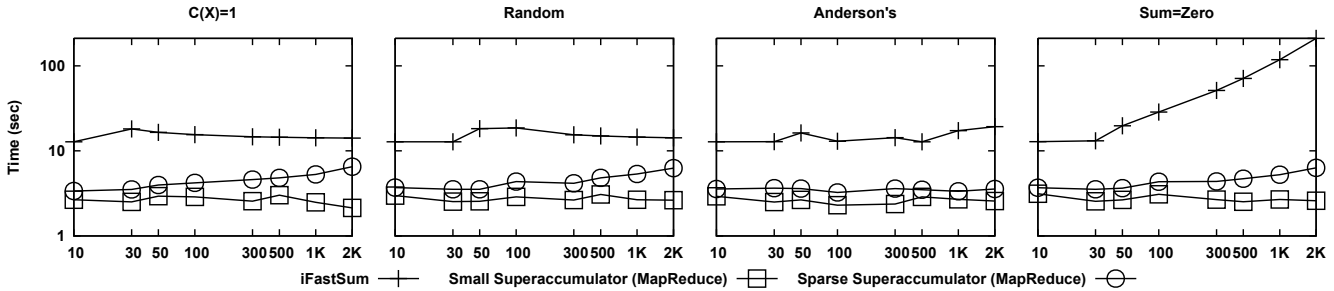 C(X)=1 Random Anderson's Sum=Zero
Time (sec)
100
10
1
10 30 50 100 300 500 1K 2K 10 30 50 100 300 500 1K 2K 10 30 50 100 300 500 1K 2K 10 30 50 100 300 500 1K 2K
iFastSum Small Superaccumulator (MapReduce) Sparse Superaccumulator (MapReduce)